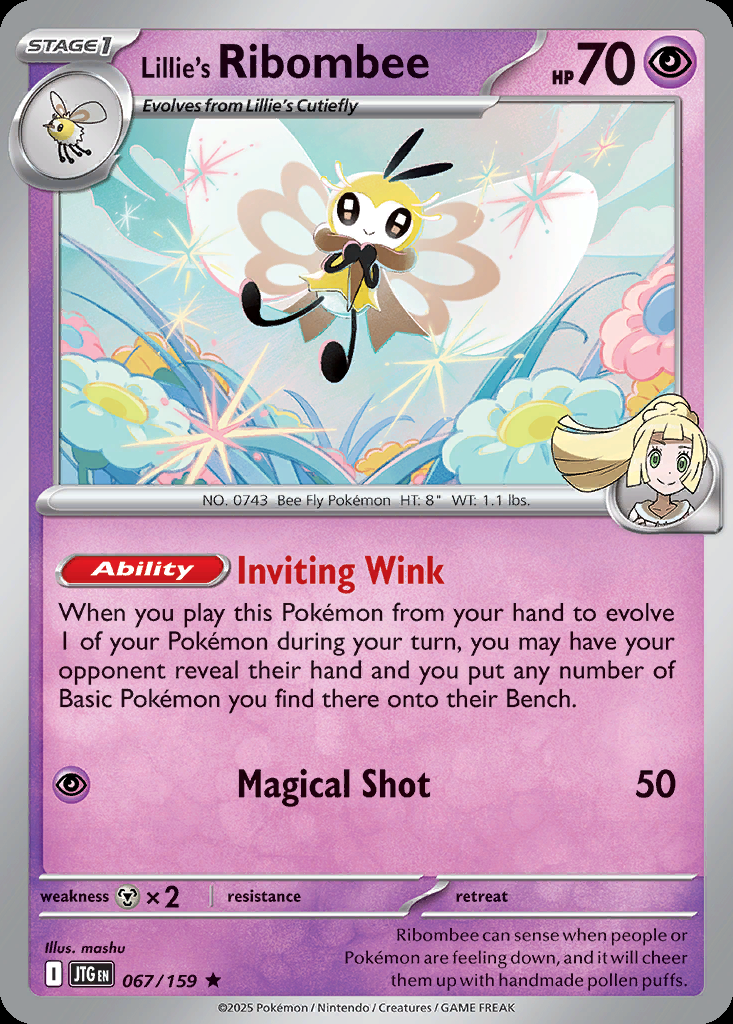 STAGE 1
Lillie's Ribombee
HP 70
Evolves from Lillie's Cutiefly
NO. 0743 Bee Fly Pokémon HT: 8" WT: 1.1 lbs.
Ability Inviting Wink
When you play this Pokémon from your hand to evolve
1 of your Pokémon during your turn, you may have your
opponent reveal their hand and you put any number of
Basic Pokémon you find there onto their Bench.
Magical Shot 50
weakness ×2 resistance retreat
Illus. mashu
I JTG EN 067/159 ★
Ribombee can sense when people or
Pokémon are feeling down, and it will cheer
them up with handmade pollen puffs.
©2025 Pokémon / Nintendo / Creatures / GAME FREAK